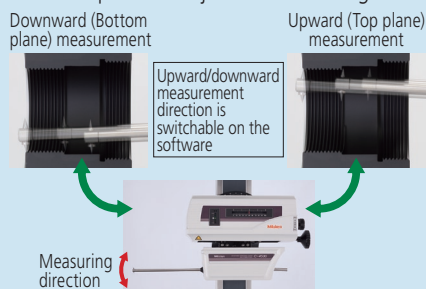 Downward (Bottom
plane) measurement
Upward (Top plane)
measurement
Upward/downward
measurement
direction is
switchable on the
software
Mitutoyo
Measuring
direction